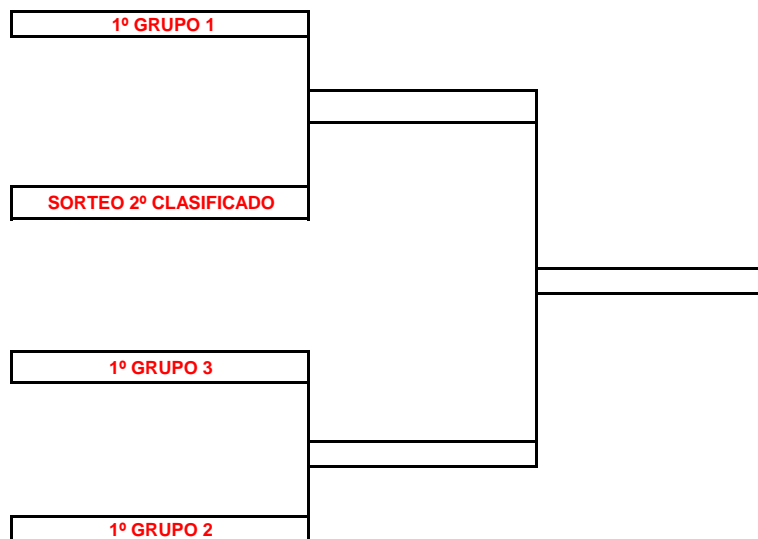 1º GRUPO 1
SORTEO 2º CLASIFICADO
1º GRUPO 3
1º GRUPO 2